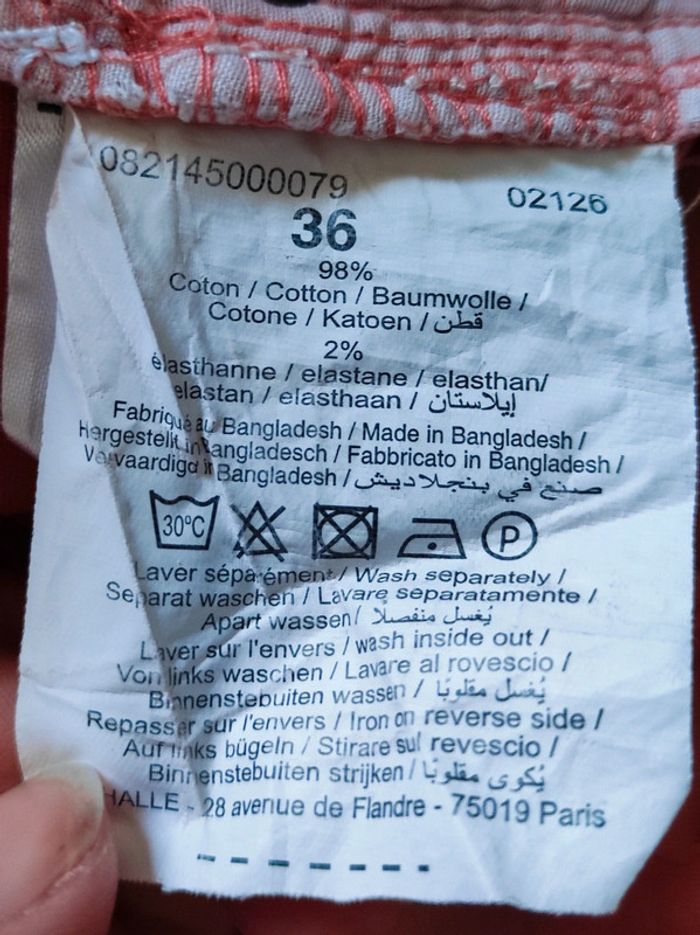 082145000079
02126
36
98%
Coton / Cotton / Baumwolle /
Cotone / Katoen / قطن
2%
élasthanne / elastane / elasthan/
elastan / elasthaan / إيلاستان
Fabriqué au Bangladesh / Made in Bangladesh /
Hergestellt in Bangladesch / Fabbricato in Bangladesh /
Vervaardigd in Bangladesh / صنع في بنجلاديش
30°C
P
Laver séparément / Wash separately /
Separat waschen / Lavare separatamente /
Apart wassen/ يُغسل منفصلا
Laver sur l'envers / wash inside out /
Von links waschen / Lavare al rovescio /
Binnenstebuiten wassen / يُغسل مقلوبًا
Repasser sur l'envers / Iron on reverse side /
Auf links bügeln / Stirare sul revescio /
Binnenstebuiten strijken / يُكوى مقلوبًا
HALLE - 28 avenue de Flandre - 75019 Paris